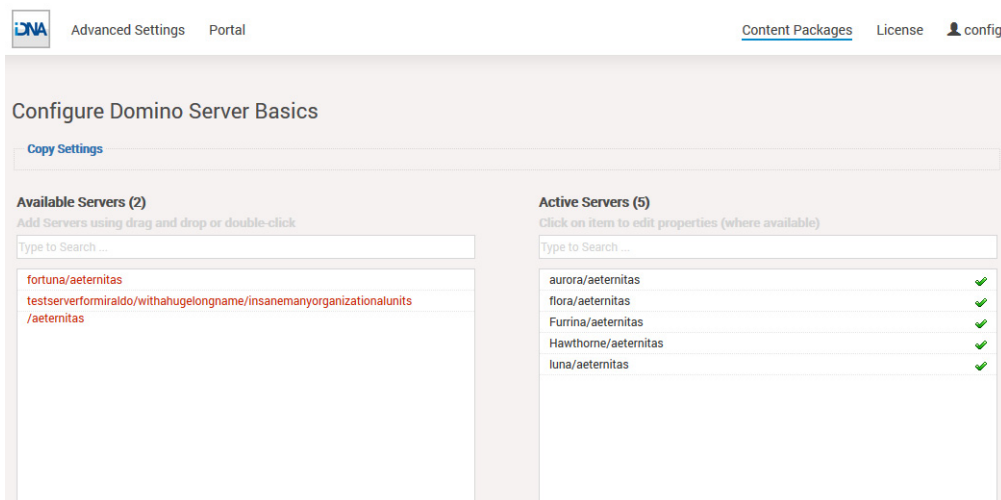 iDNA Advanced Settings Portal Content Packages License config
Configure Domino Server Basics
Copy Settings
Available Servers (2)
Add Servers using drag and drop or double-click
Type to Search ...
fortuna/aeternitas
testserverformiraldo/withahugelongname/insanemanyorganizationalunits
/aeternitas
Active Servers (5)
Click on item to edit properties (where available)
Type to Search ...
aurora/aeternitas
flora/aeternitas
Furrina/aeternitas
Hawthorne/aeternitas
luna/aeternitas